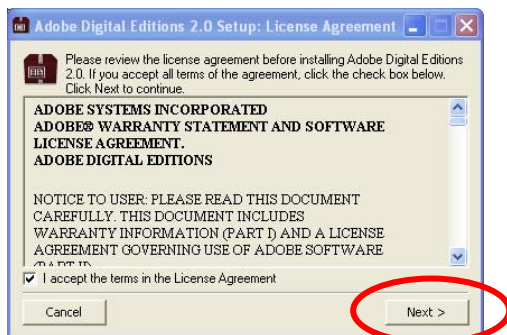 Adobe Digital Editions 2.0 Setup: License Agreement
Please review the license agreement before installing Adobe Digital Editions
2.0. If you accept all terms of the agreement, click the check box below.
Click Next to continue.
ADOBE SYSTEMS INCORPORATED
ADOBE® WARRANTY STATEMENT AND SOFTWARE
LICENSE AGREEMENT.
ADOBE DIGITAL EDITIONS
NOTICE TO USER: PLEASE READ THIS DOCUMENT
CAREFULLY. THIS DOCUMENT INCLUDES
WARRANTY INFORMATION (PART I) AND A LICENSE
AGREEMENT GOVERNING USE OF ADOBE SOFTWARE
I accept the terms in the License Agreement
Cancel
Next >